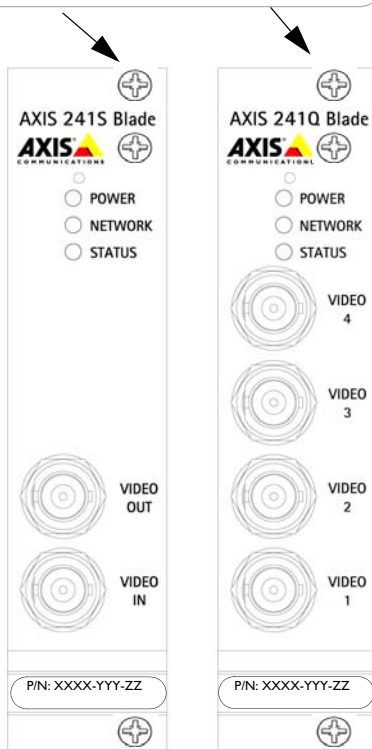 AXIS 241S Blade
AXIS
COMMUNICATIONS
POWER
NETWORK
STATUS
VIDEO
OUT
VIDEO
IN
P/N: XXXX-YYY-ZZ
AXIS 241Q Blade
AXIS
COMMUNICATIONL
POWER
NETWORK
STATUS
VIDEO
4
VIDEO
3
VIDEO
2
VIDEO
1
P/N: XXXX-YYY-ZZ